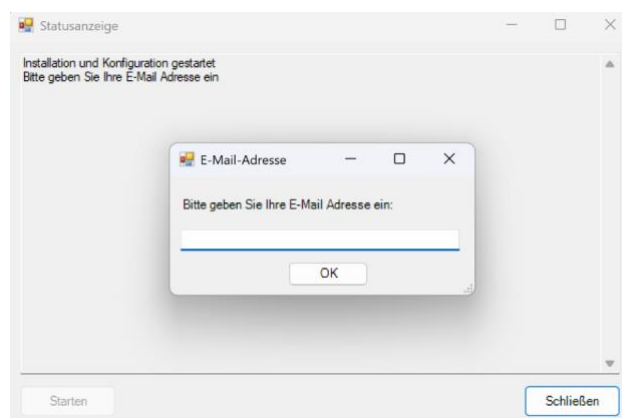 Statusanzeige
Installation und Konfiguration gestartet
Bitte geben Sie Ihre E-Mail Adresse ein
E-Mail-Adresse
Bitte geben Sie Ihre E-Mail Adresse ein:
OK
Starten
Schließen